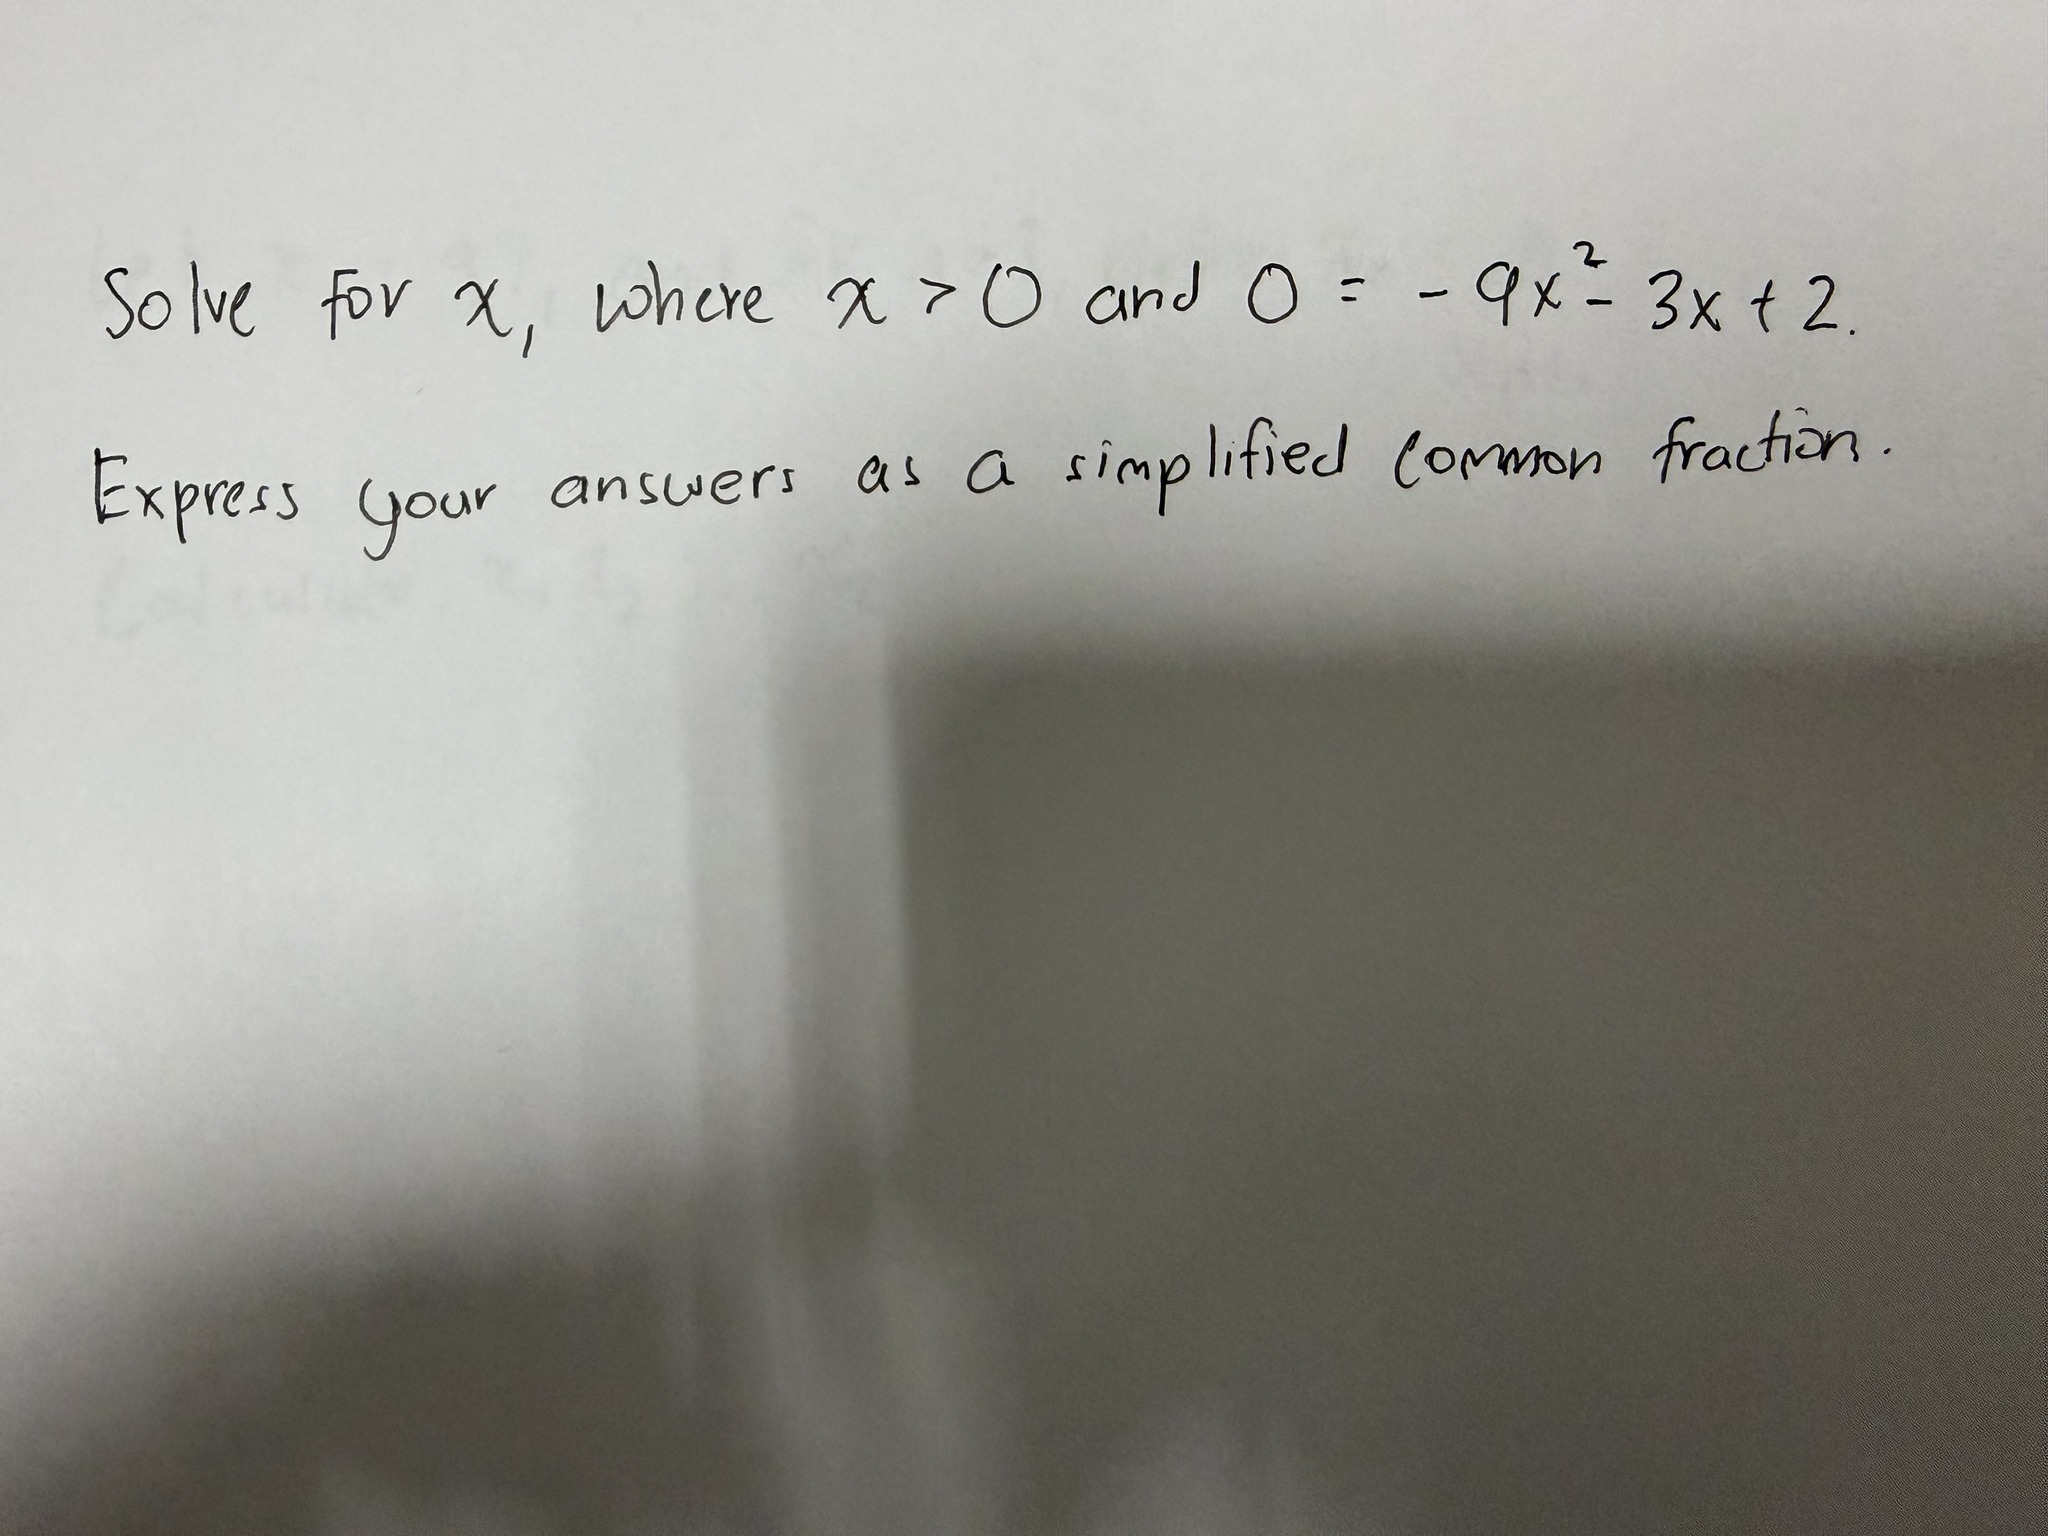 Solve for x, where x > 0 and 0 = - 9x² - 3x + 2.
Express your answers as a simplified common fraction.